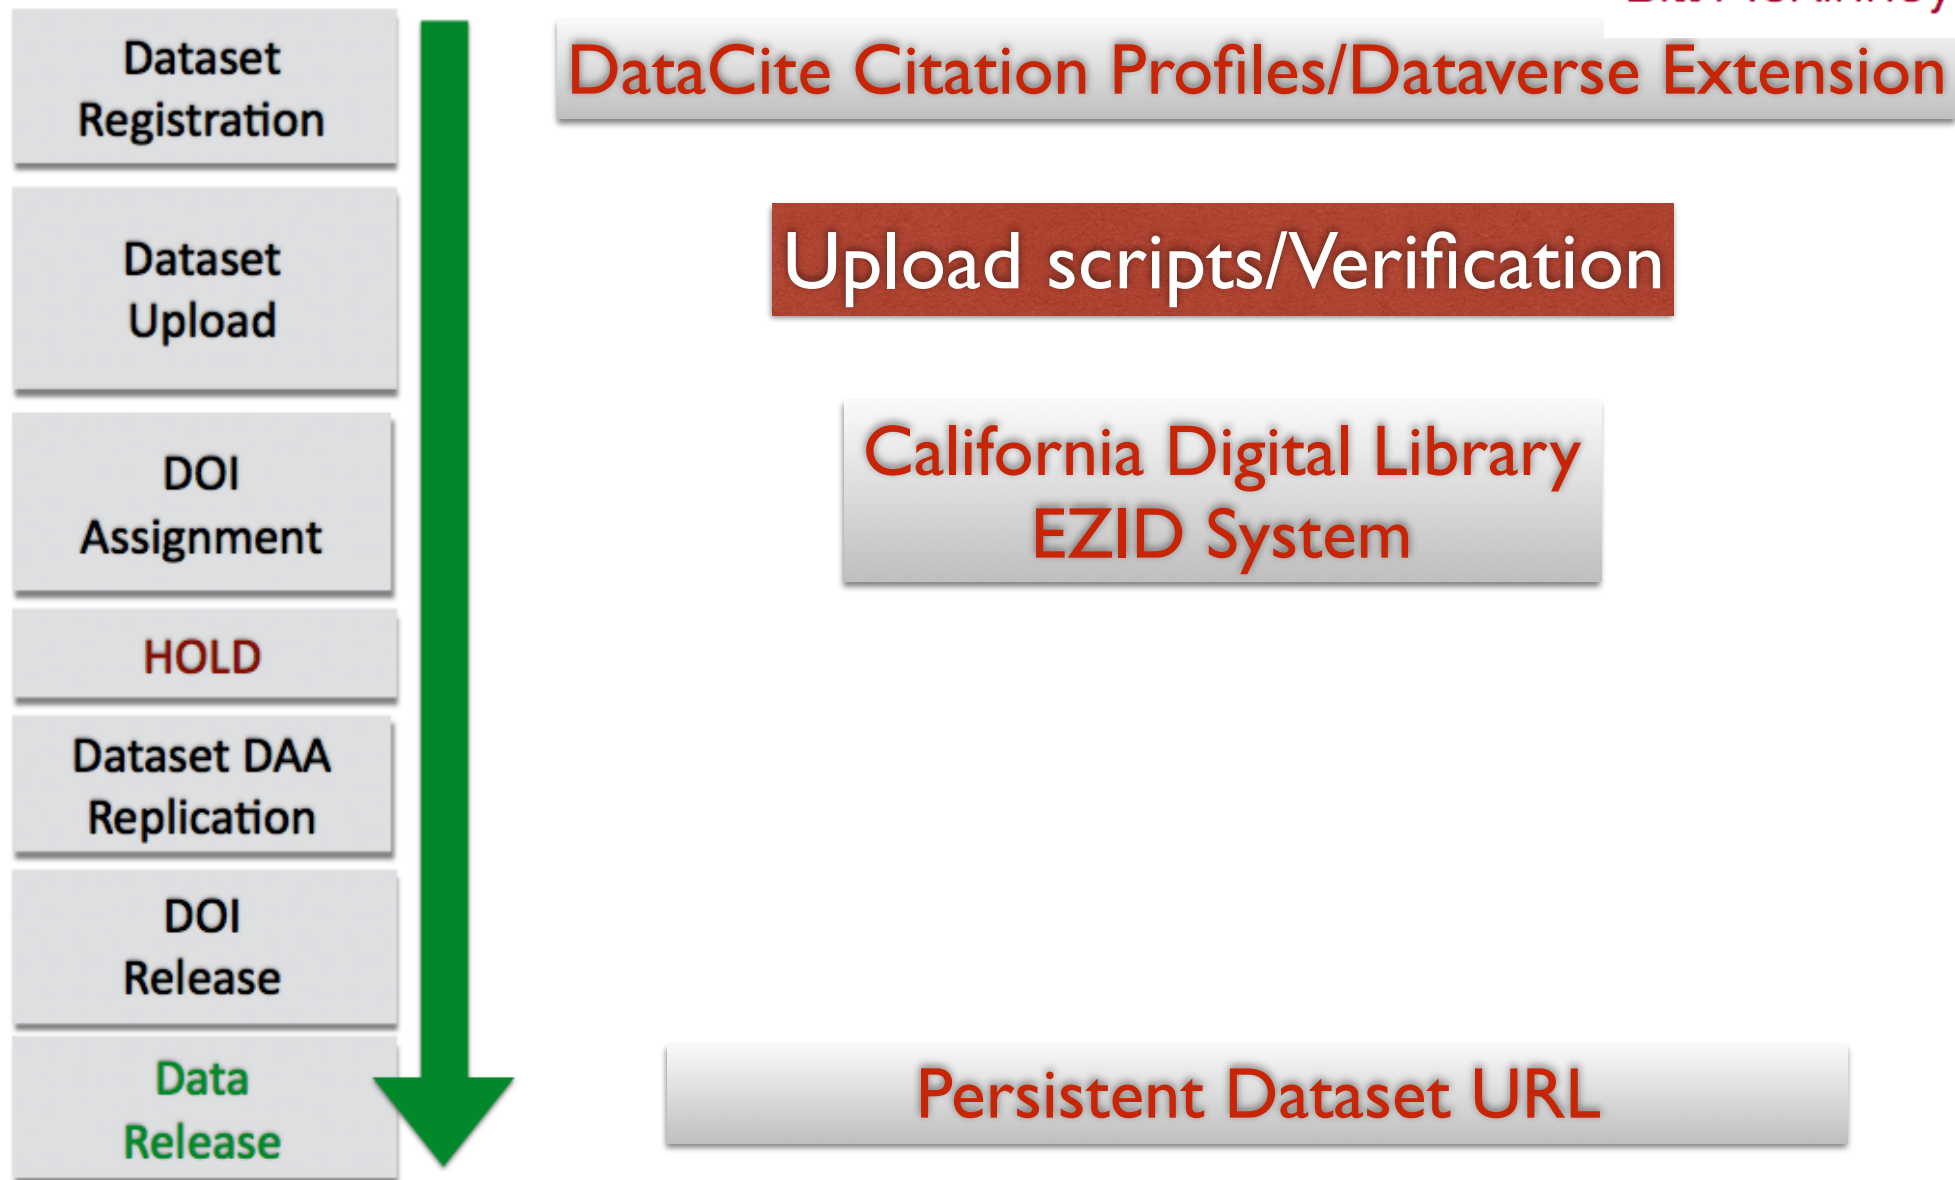 Dataset
Registration
DataCite Citation Profiles/Dataverse Extension
Dataset
Upload
Upload scripts/Verification
DOI
Assignment
California Digital Library
EZID System
HOLD
Dataset DAA
Replication
DOI
Release
Data
Release
Persistent Dataset URL